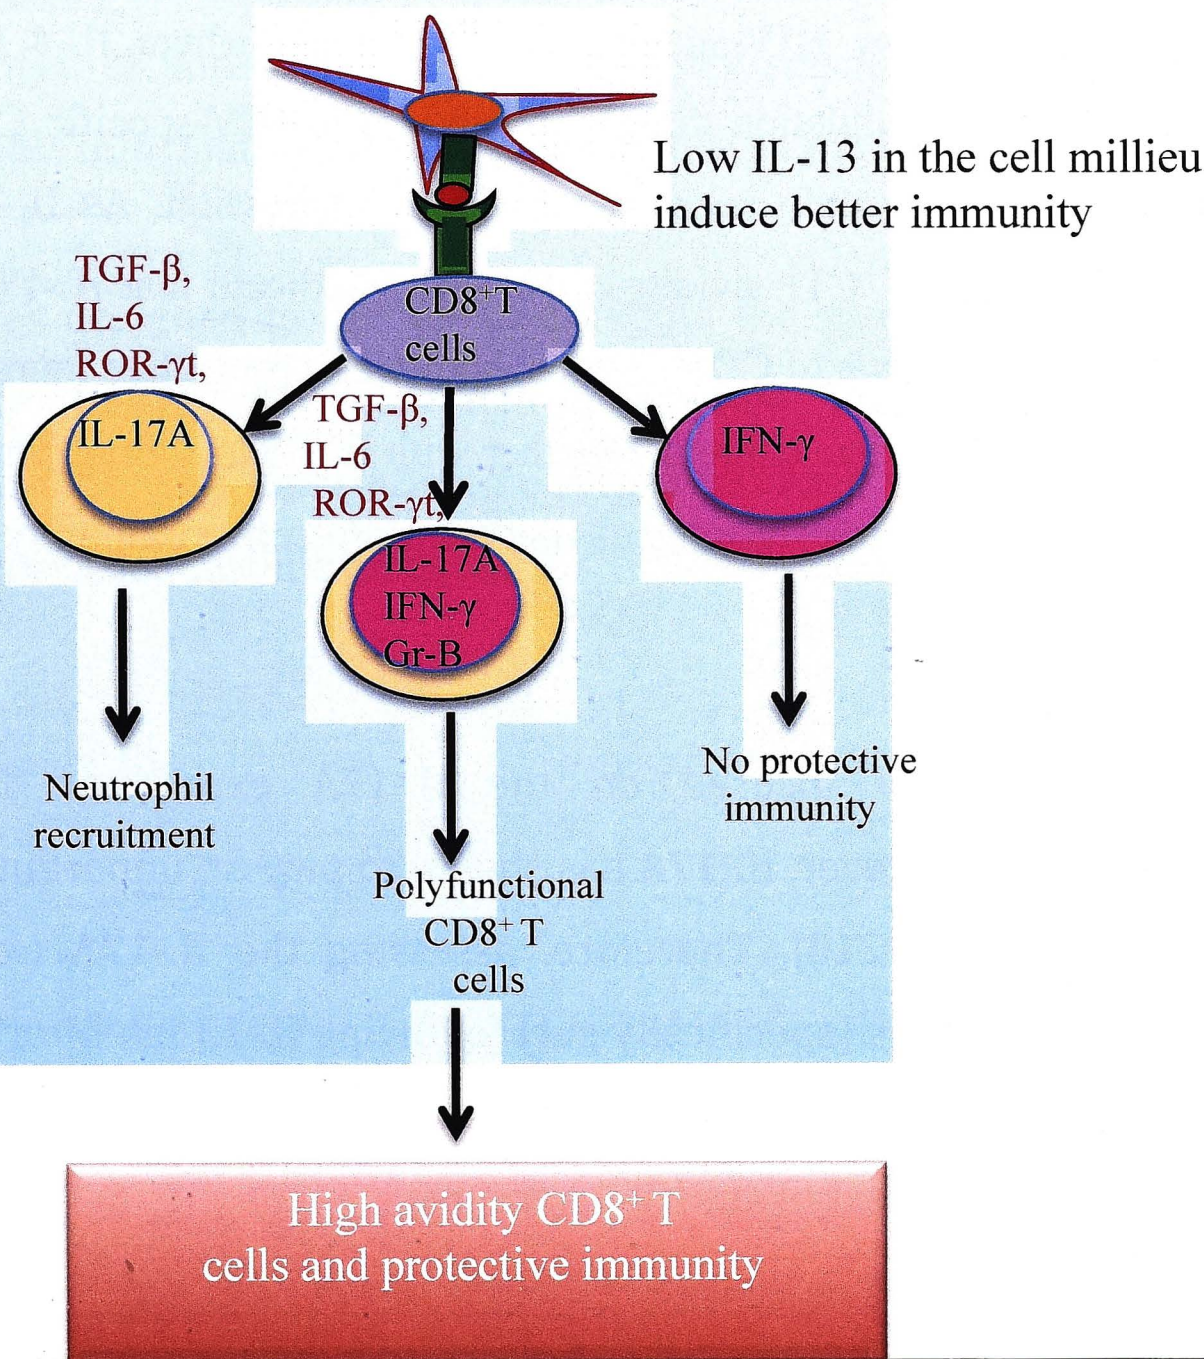 Low IL-13 in the cell millieu
induce better immunity
TGF-β,
IL-6
ROR-γt,
CD8⁺T
cells
TGF-β,
IL-6
ROR-γt,
IL-17A
IFN-γ
IL-17A
IFN-γ
Gr-B
Neutrophil
recruitment
No protective
immunity
Polyfunctional
CD8⁺ T
cells
High avidity CD8⁺ T
cells and protective immunity